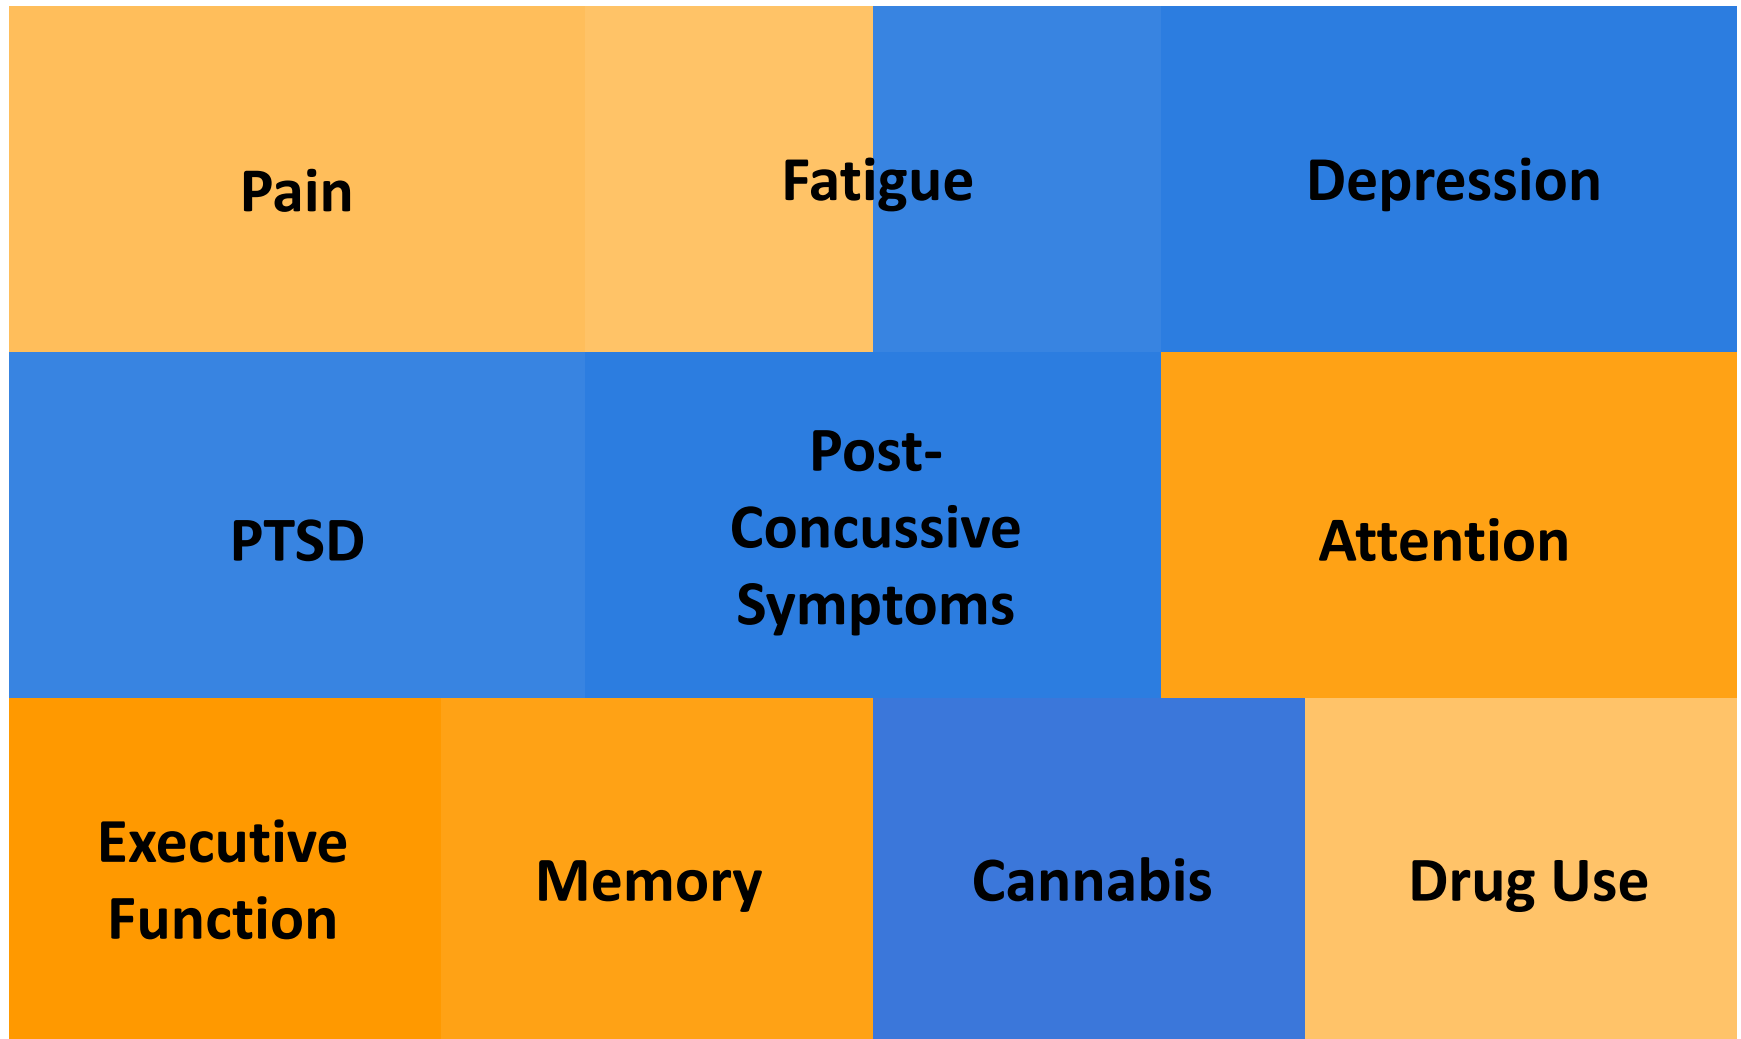 Pain
Fatigue
Depression
PTSD
Post-
Concussive
Symptoms
Attention
Executive
Function
Memory
Cannabis
Drug Use